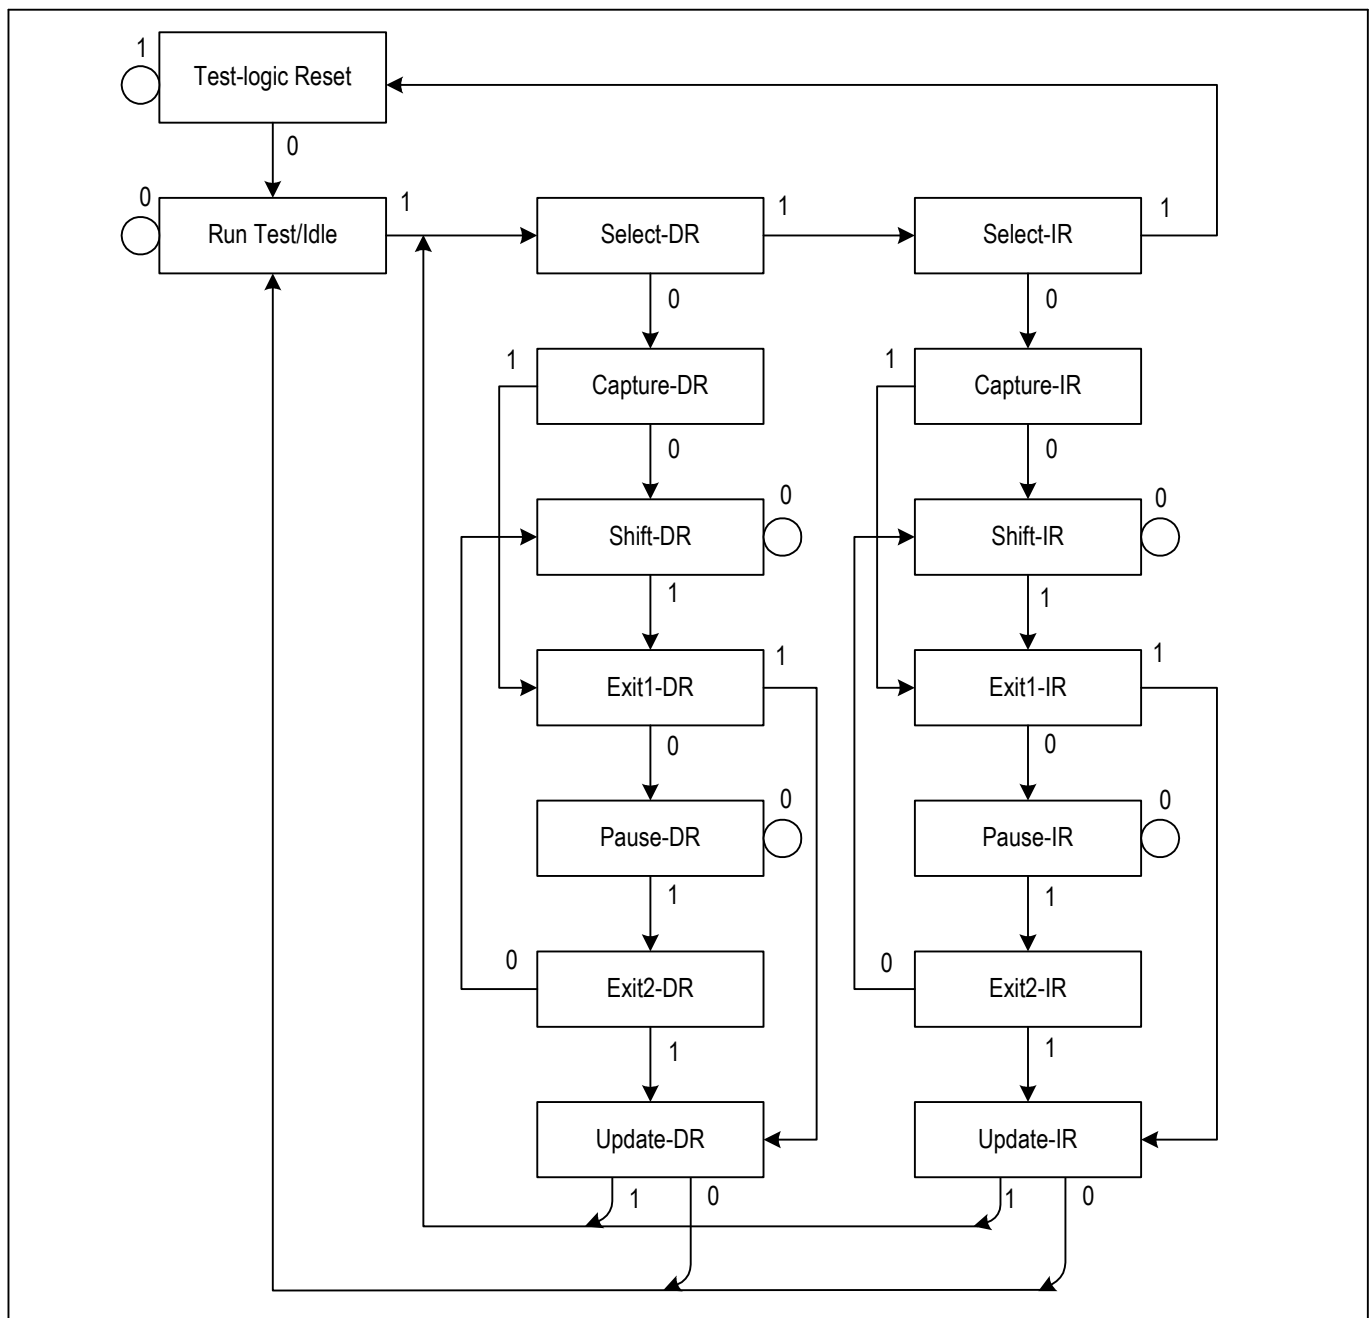 1
Test-logic Reset
0
0
Run Test/Idle
1
Select-DR
1
Select-IR
1
0
0
1
Capture-DR
1
Capture-IR
0
0
Shift-DR
0
Shift-IR
0
1
1
Exit1-DR
1
Exit1-IR
1
0
0
Pause-DR
0
Pause-IR
0
1
1
0
Exit2-DR
0
Exit2-IR
1
1
Update-DR
Update-IR
1
0
1
0